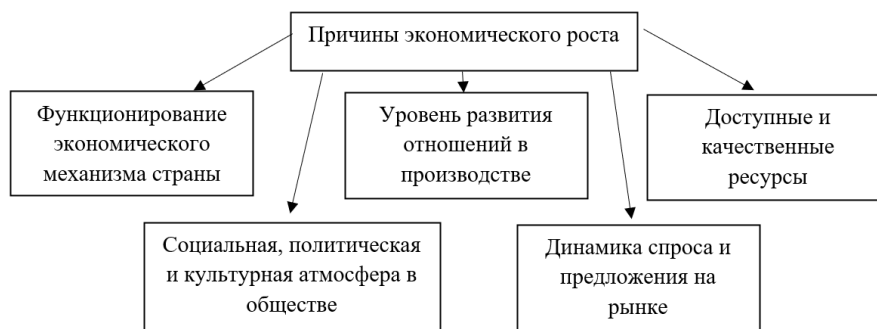 Причины экономического роста
Функционирование
экономического
механизма страны
Уровень развития
отношений в
производстве
Доступные и
качественные
ресурсы
Социальная, политическая
и культурная атмосфера в
обществе
Динамика спроса и
предложения на
рынке